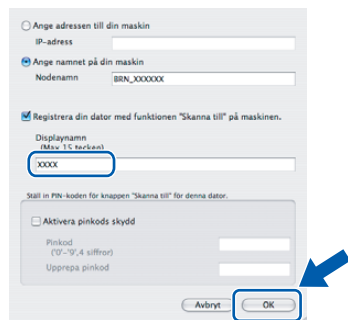 Ange adressen till din maskin
IP-adress
Ange namnet på din maskin
Nodenamn BRN_XXXXXX
Registrera din dator med funktionen "Skanna till" på maskinen.
Displaynamn
(Max 15 tecken)
XXXX
Ställ in PIN-koden för knappen "Skanna till" för denna dator.
Aktivera pinkods skydd
Pinkod
('0'-'9',4 siffror)
Upprepa pinkod
Avbryt OK